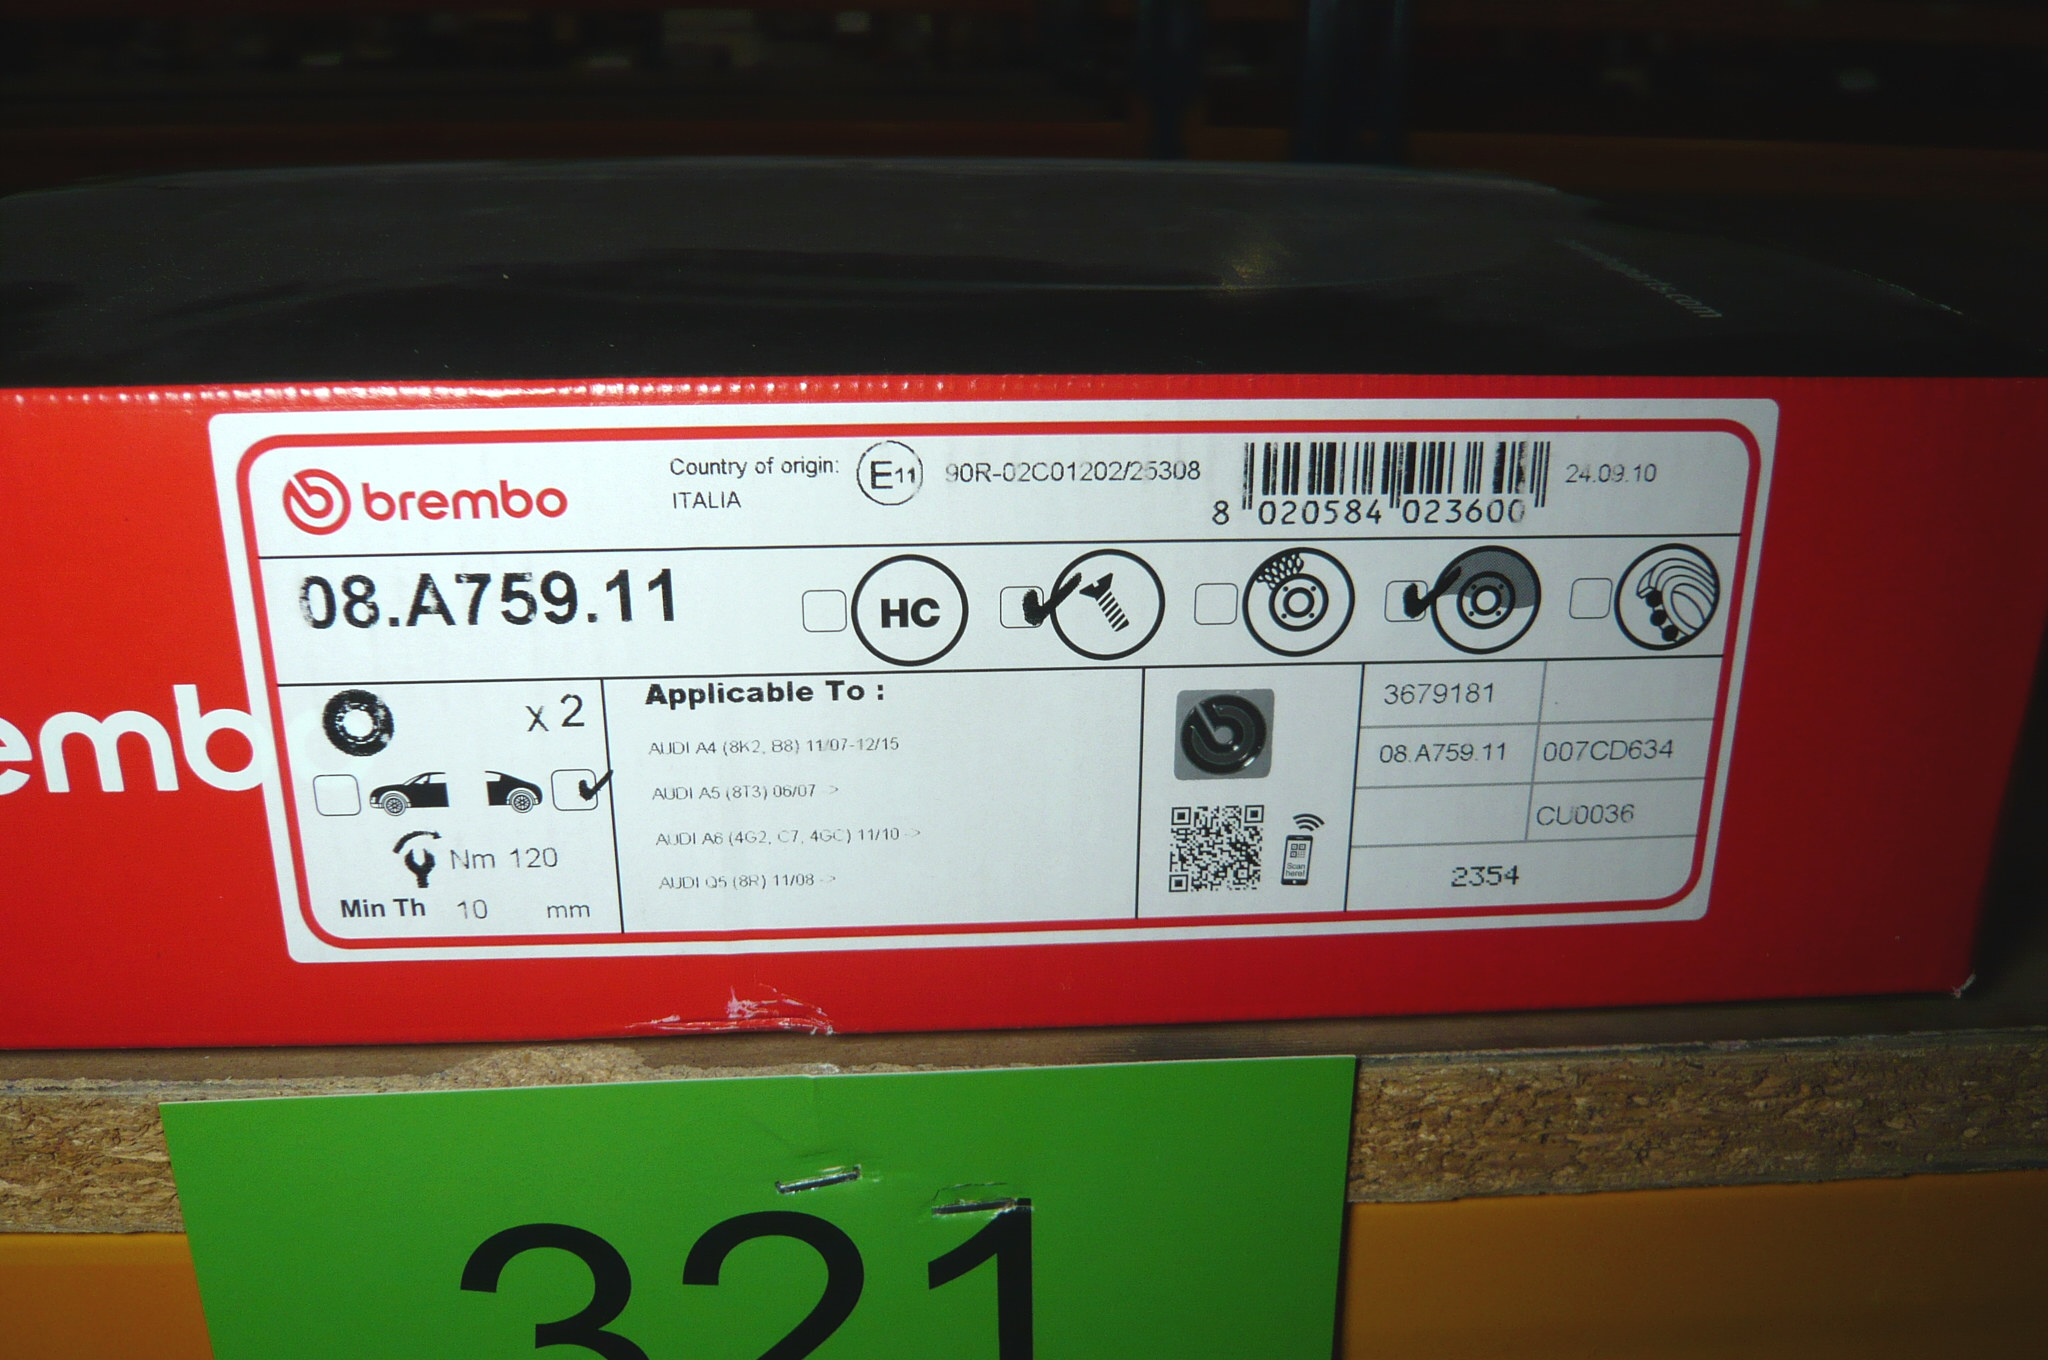 brembo
Country of origin:
ITALIA
E11
90R-02C01202/25308
8 020584 023600
24.09.10
08.A759.11
HC
x 2
Nm 120
Min Th 10 mm
Applicable To :
AUDI A4 (8K2, B8) 11/07-12/15
AUDI A5 (8T3) 06/07 ->
AUDI A6 (4G2, C7, 4GC) 11/10 ->
AUDI Q5 (8R) 11/08 ->
Scan
here!
3679181
08.A759.11 007CD634
CU0036
2354
embo
321